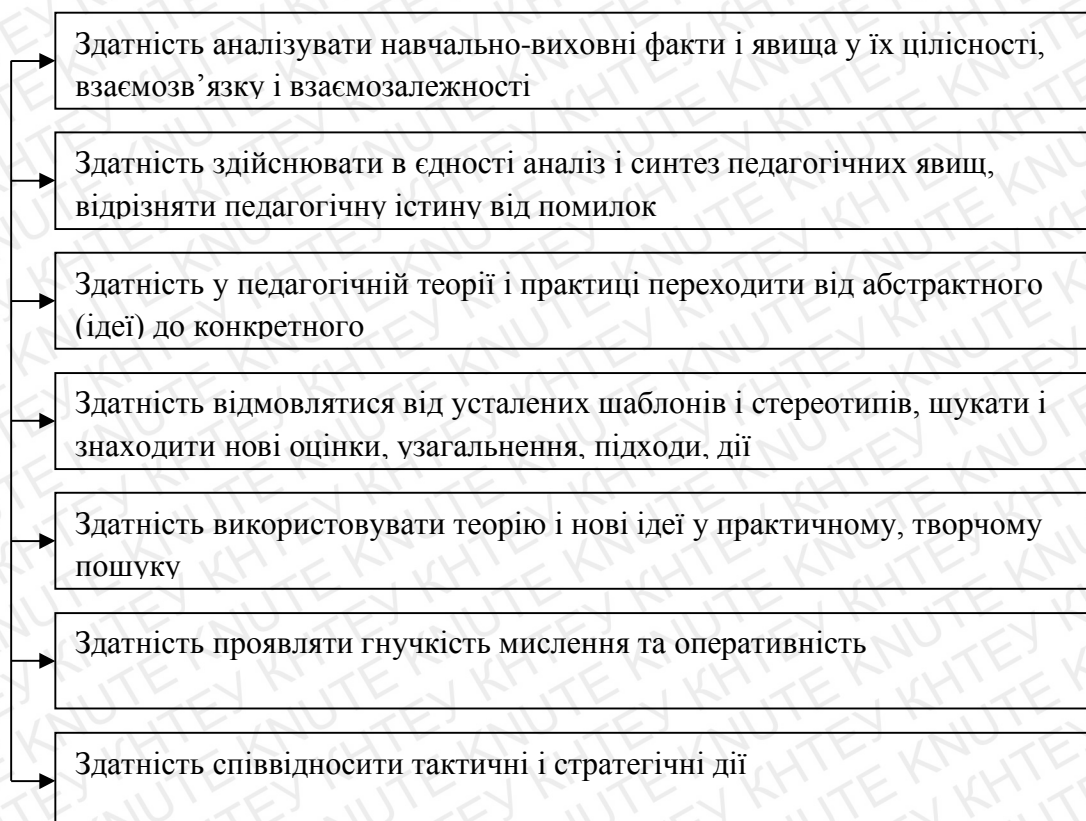 Здатність аналізувати навчально-виховні факти і явища у їх цілісності,
взаємозв’язку і взаємозалежності
Здатність здійснювати в єдності аналіз і синтез педагогічних явищ,
відрізняти педагогічну істину від помилок
Здатність у педагогічній теорії і практиці переходити від абстрактного
(ідеї) до конкретного
Здатність відмовлятися від усталених шаблонів і стереотипів, шукати і
знаходити нові оцінки, узагальнення, підходи, дії
Здатність використовувати теорію і нові ідеї у практичному, творчому
пошуку
Здатність проявляти гнучкість мислення та оперативність
Здатність співвідносити тактичні і стратегічні дії